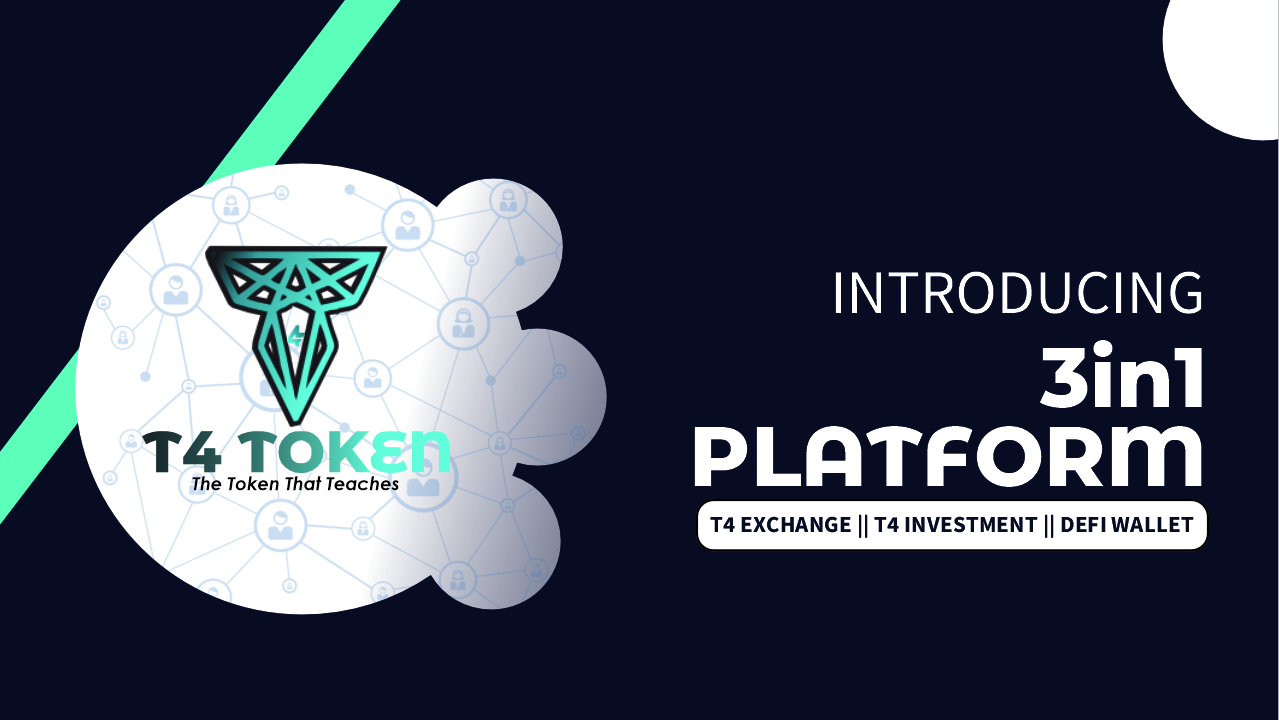 T4 TOKEN
The Token That Teaches
INTRODUCING
3in1
PLATFORM
T4 EXCHANGE || T4 INVESTMENT || DEFI WALLET